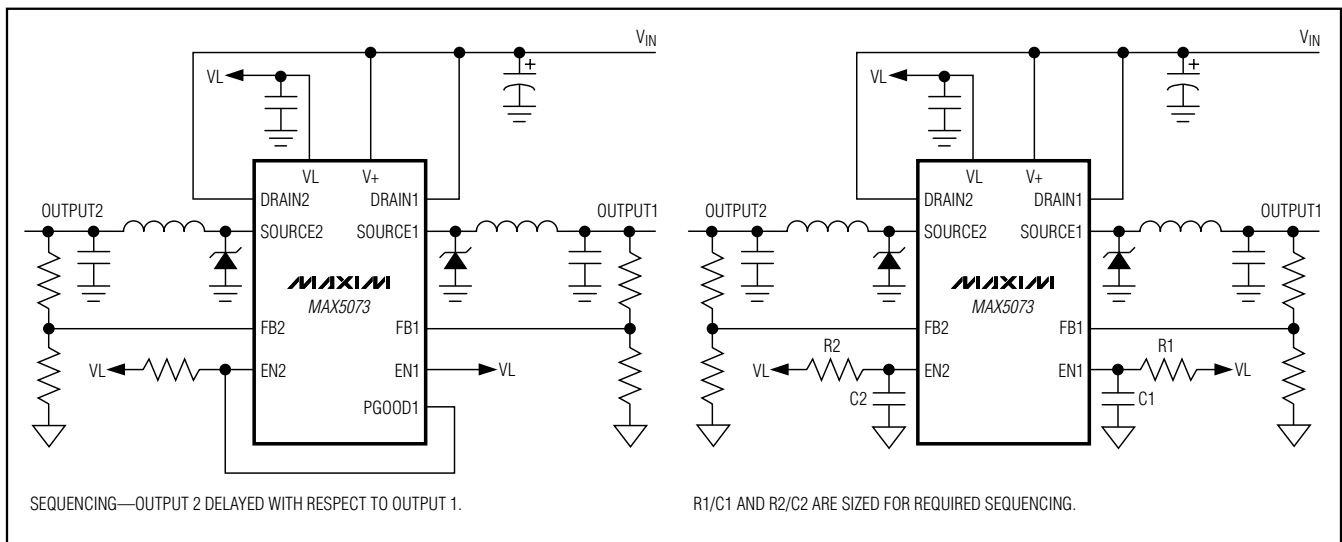 V_IN
VL
VL V+
DRAIN2 DRAIN1
OUTPUT2 SOURCE2 SOURCE1 OUTPUT1
MAXIM
MAX5073
FB2 FB1
VL EN2 EN1 VL
PGOOD1
SEQUENCING—OUTPUT 2 DELAYED WITH RESPECT TO OUTPUT 1.
V_IN
VL
VL V+
DRAIN2 DRAIN1
OUTPUT2 SOURCE2 SOURCE1 OUTPUT1
MAXIM
MAX5073
FB2 FB1
R2 R1
VL EN2 EN1 VL
C2 C1
R1/C1 AND R2/C2 ARE SIZED FOR REQUIRED SEQUENCING.